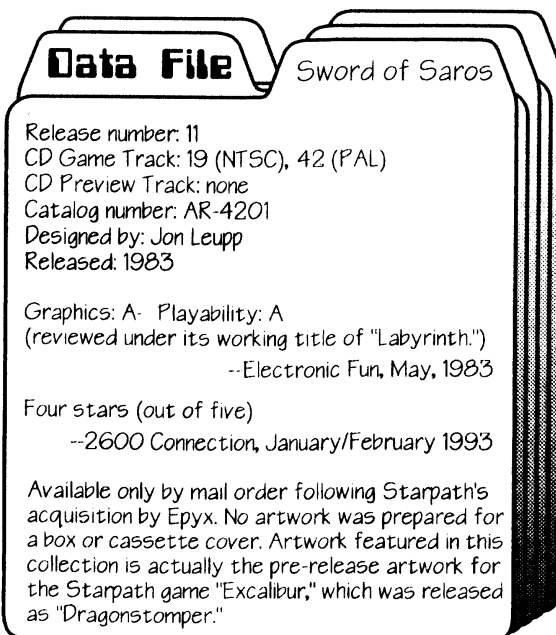 Data File
Sword of Saros
Release number: 11
CD Game Track: 19 (NTSC), 42 (PAL)
CD Preview Track: none
Catalog number: AR-4201
Designed by: Jon Leupp
Released: 1983
Graphics: A- Playability: A
(reviewed under its working title of "Labyrinth.")
--Electronic Fun, May, 1983
Four stars (out of five)
--2600 Connection, January/February 1993
Available only by mail order following Starpath's
acquisition by Epyx. No artwork was prepared for
a box or cassette cover. Artwork featured in this
collection is actually the pre-release artwork for
the Starpath game "Excalibur," which was released
as "Dragonstomper."